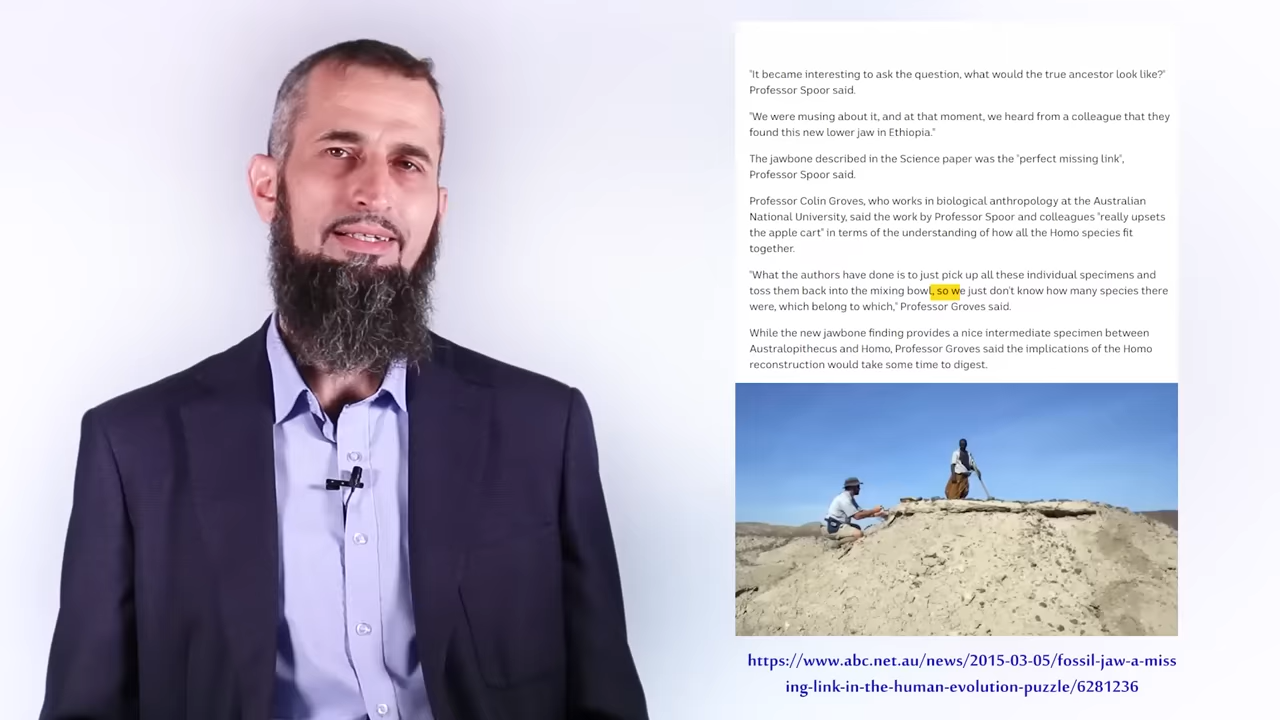 "It became interesting to ask the question, what would the true ancestor look like?"
Professor Spoor said.
"We were musing about it, and at that moment, we heard from a colleague that they
found this new lower jaw in Ethiopia."
The jawbone described in the Science paper was the "perfect missing link",
Professor Spoor said.
Professor Colin Groves, who works in biological anthropology at the Australian
National University, said the work by Professor Spoor and colleagues "really upsets
the apple cart" in terms of the understanding of how all the Homo species fit
together.
"What the authors have done is to just pick up all these individual specimens and
toss them back into the mixing bowl, so we just don't know how many species there
were, which belong to which," Professor Groves said.
While the new jawbone finding provides a nice intermediate specimen between
Australopithecus and Homo, Professor Groves said the implications of the Homo
reconstruction would take some time to digest.
https://www.abc.net.au/news/2015-03-05/fossil-jaw-a-miss
ing-link-in-the-human-evolution-puzzle/6281236